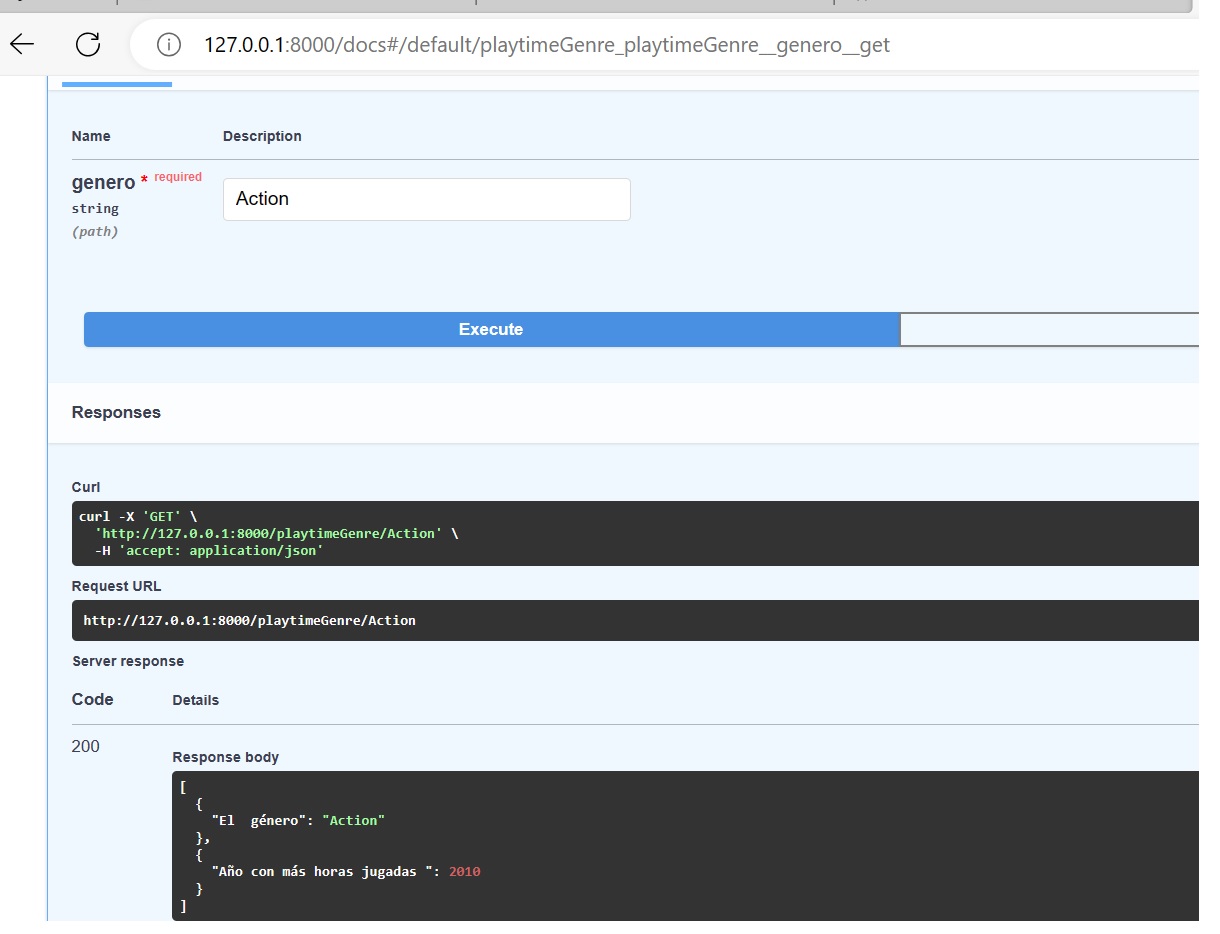 127.0.0.1:8000/docs#/default/playtimeGenre_playtimeGenre__genero__get
Name Description
genero * required
Action
string
(path)
Execute
Responses
Curl
curl -X 'GET' \
'http://127.0.0.1:8000/playtimeGenre/Action' \
-H 'accept: application/json'
Request URL
http://127.0.0.1:8000/playtimeGenre/Action
Server response
Code Details
200
Response body
[
{
"El  género": "Action"
},
{
"Año con más horas jugadas ": 2010
}
]